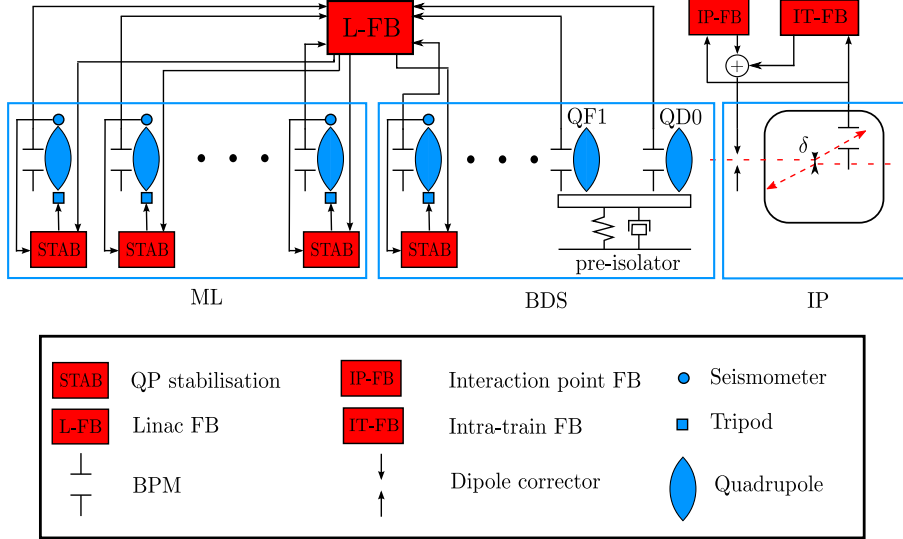 L-FB
IP-FB
IT-FB
+
QF1
QD0
δ
STAB
STAB
STAB
STAB
pre-isolator
ML
BDS
IP
STAB QP stabilisation
IP-FB Interaction point FB
Seismometer
L-FB Linac FB
IT-FB Intra-train FB
Tripod
BPM
Dipole corrector
Quadrupole